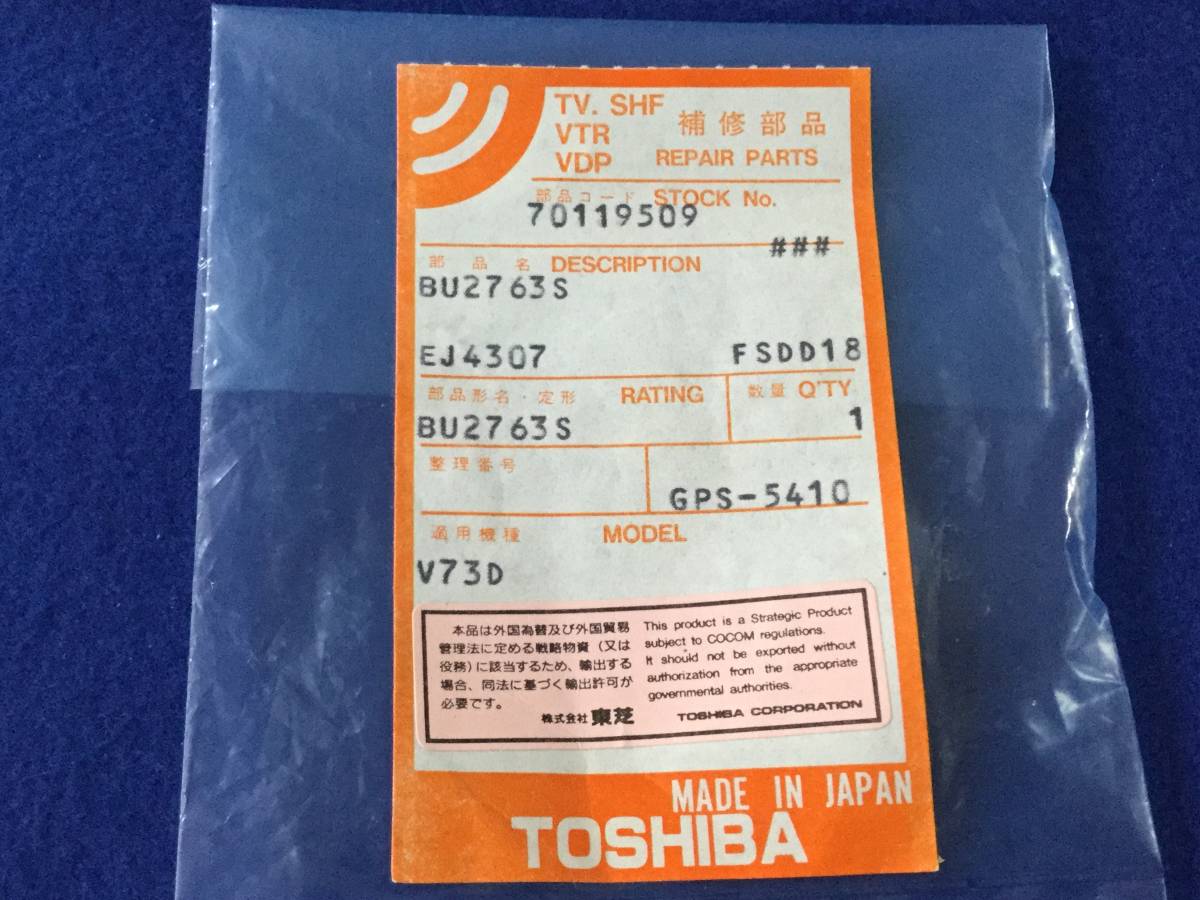 TV. SHF
VTR
VDP
補修部品
REPAIR PARTS
部品コード STOCK No.
70119509
###
部品名 DESCRIPTION
BU2763S
EJ4307 FSDD18
部品形名・定形 RATING
数量 Q'TY
BU2763S
1
整理番号
GPS-5410
適用機種 MODEL
V73D
本品は外国為替及び外国貿易
管理法に定める戦略物資（又は
役務）に該当するため、輸出する
場合、同法に基づく輸出許可が
必要です。
株式会社 東芝
This product is a Strategic Product
subject to COCOM regulations.
It should not be exported without
authorization from the appropriate
governmental authorities.
TOSHIBA CORPORATION
MADE IN JAPAN
TOSHIBA